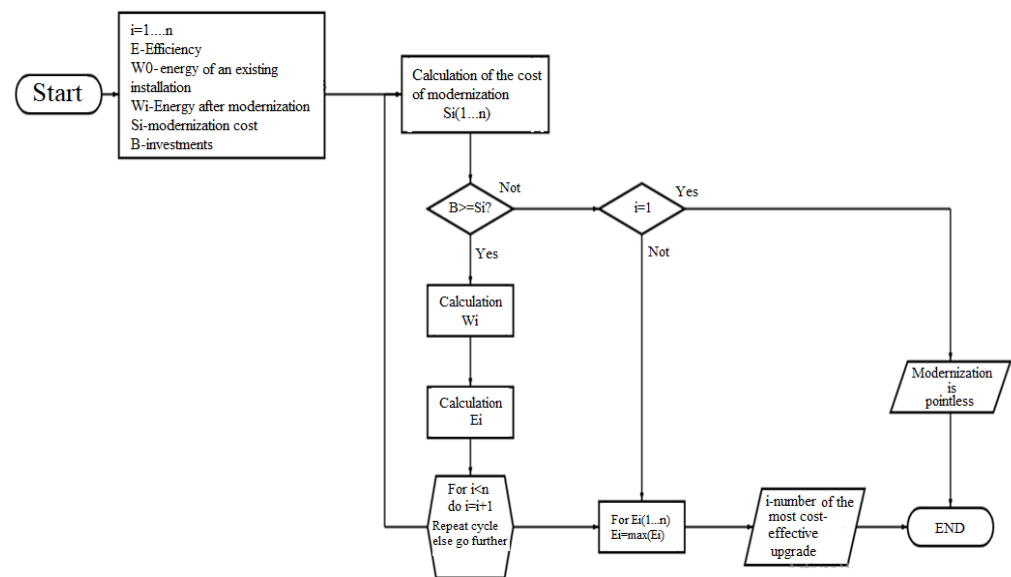 Start
i=1....n
E-Efficiency
W0-energy of an existing
installation
Wi-Energy after modernization
Si-modernization cost
B-investments
Calculation of the cost
of modernization
Si(1...n)
B>=Si?
Not
Yes
i=1
Yes
Not
Calculation
Wi
Calculation
Ei
For i<n
do i=i+1
Repeat cycle
else go further
For Ei(1...n)
Ei=max(Ei)
i-number of the
most cost-
effective
upgrade
Modernization
is
pointless
END